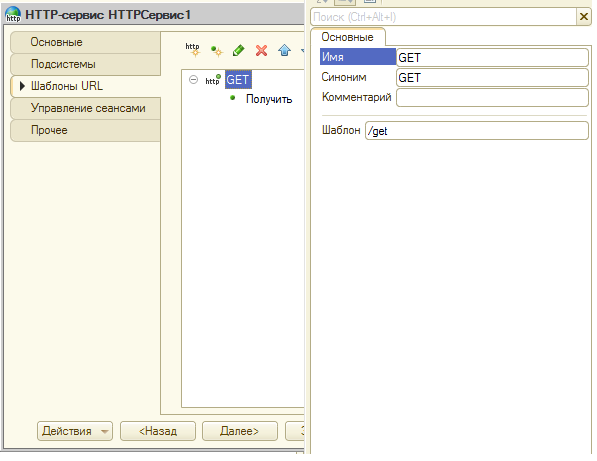 HTTP-сервис HTTPСервис1
Основные
Подсистемы
Шаблоны URL
Управление сеансами
Прочее
http
http GET
Получить
Действия
<Назад
Далее>
Поиск (Ctrl+Alt+I)
Основные
Имя GET
Синоним GET
Комментарий
Шаблон /get